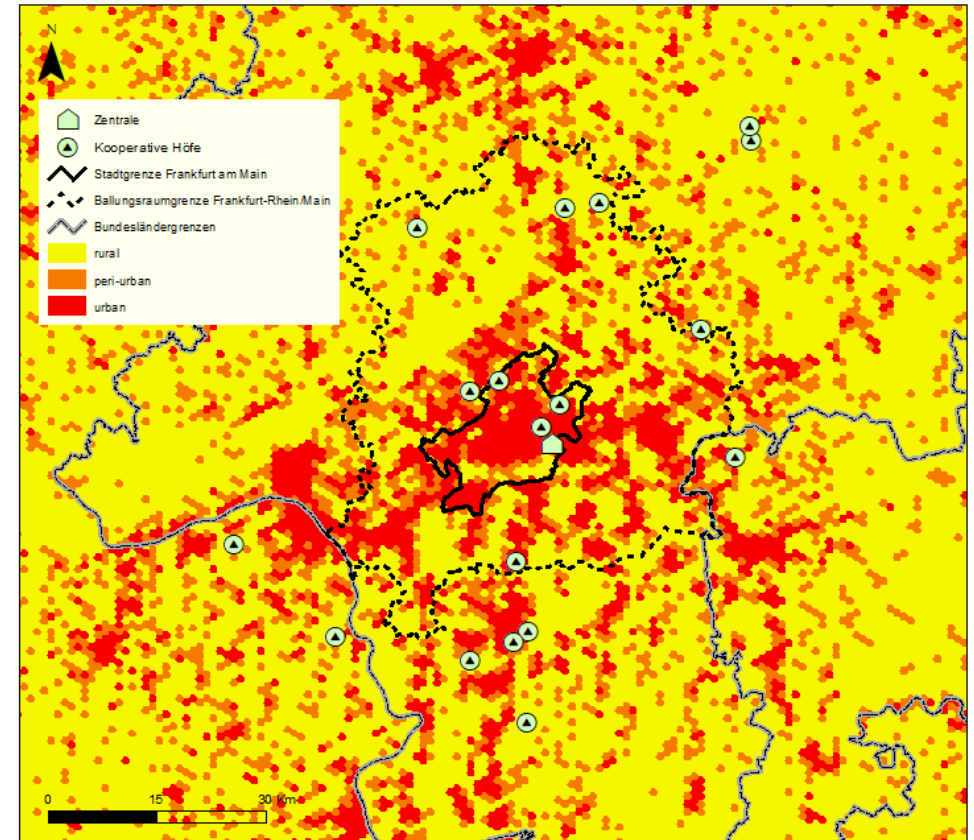 N
Zentrale
Kooperative Höfe
Stadtgrenze Frankfurt am Main
Ballungsraumgrenze Frankfurt-Rhein/Main
Bundesländergrenzen
rural
peri-urban
urban
0 15 30 Km